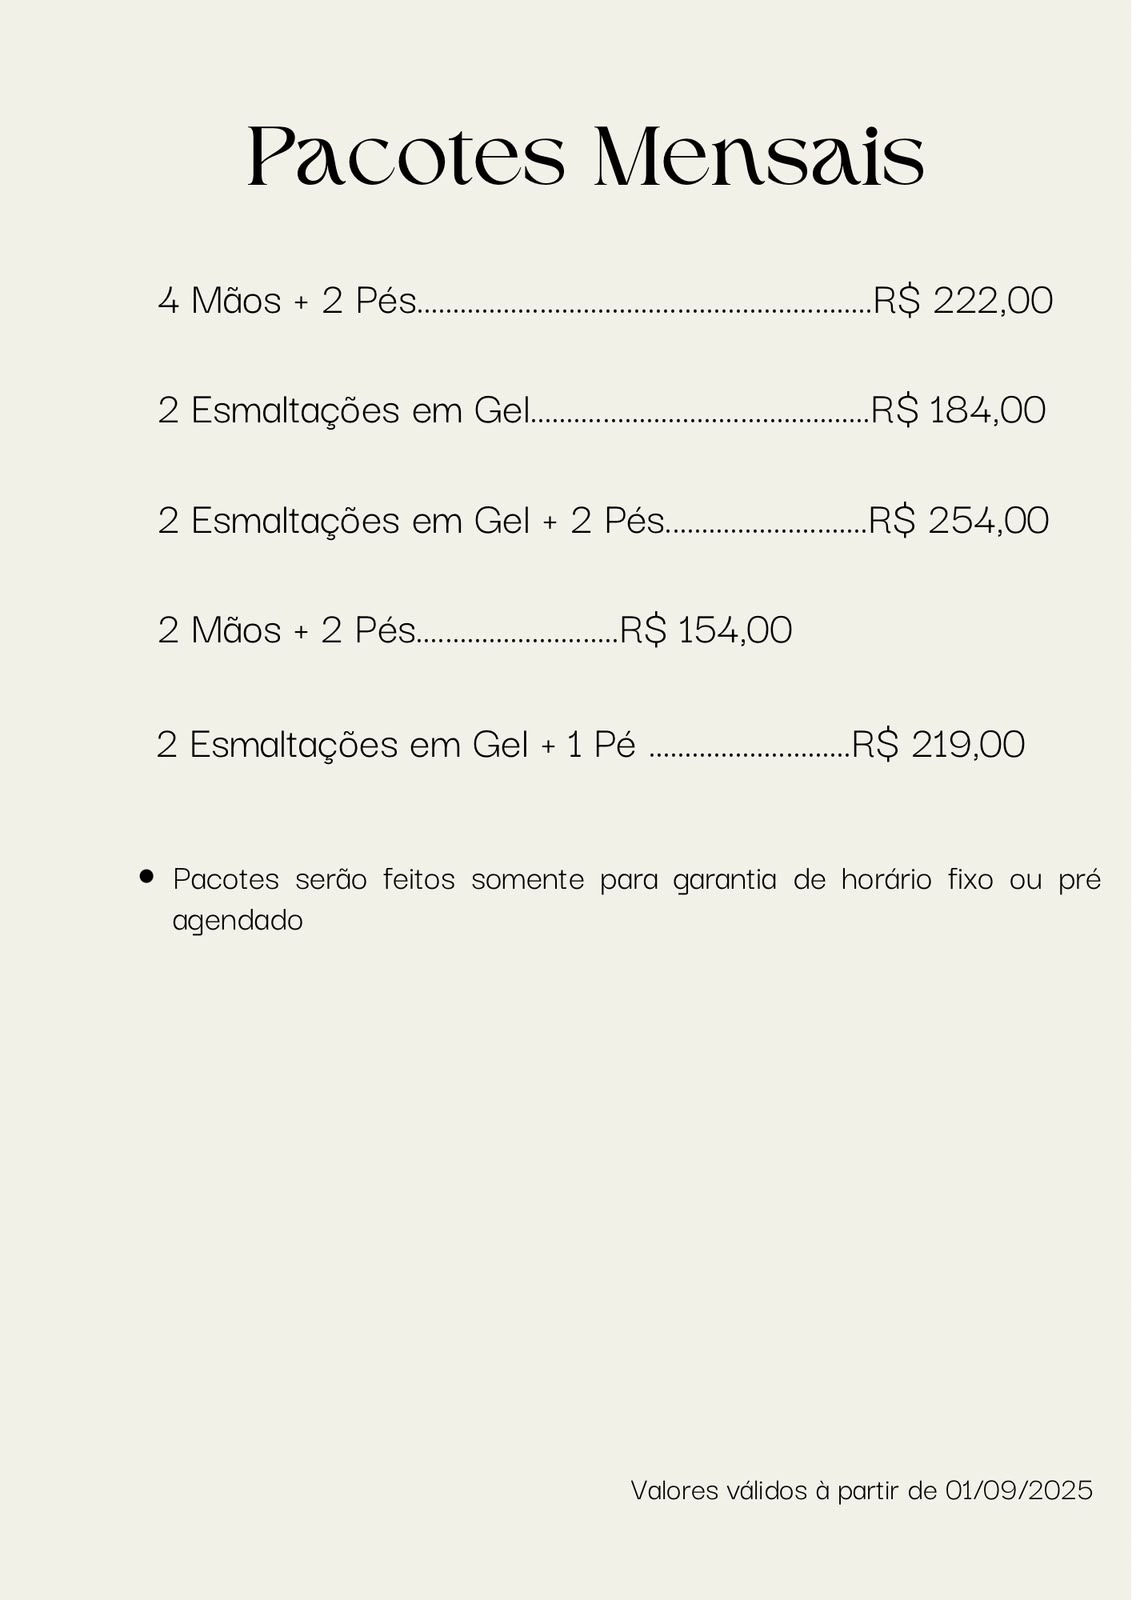 Pacotes Mensais
4 Mãos + 2 Pés...............................................................R$ 222,00
2 Esmaltações em Gel...............................................R$ 184,00
2 Esmaltações em Gel + 2 Pés............................R$ 254,00
2 Mãos + 2 Pés............................R$ 154,00
2 Esmaltações em Gel + 1 Pé ............................R$ 219,00
• Pacotes serão feitos somente para garantia de horário fixo ou pré
agendado
Valores válidos à partir de 01/09/2025